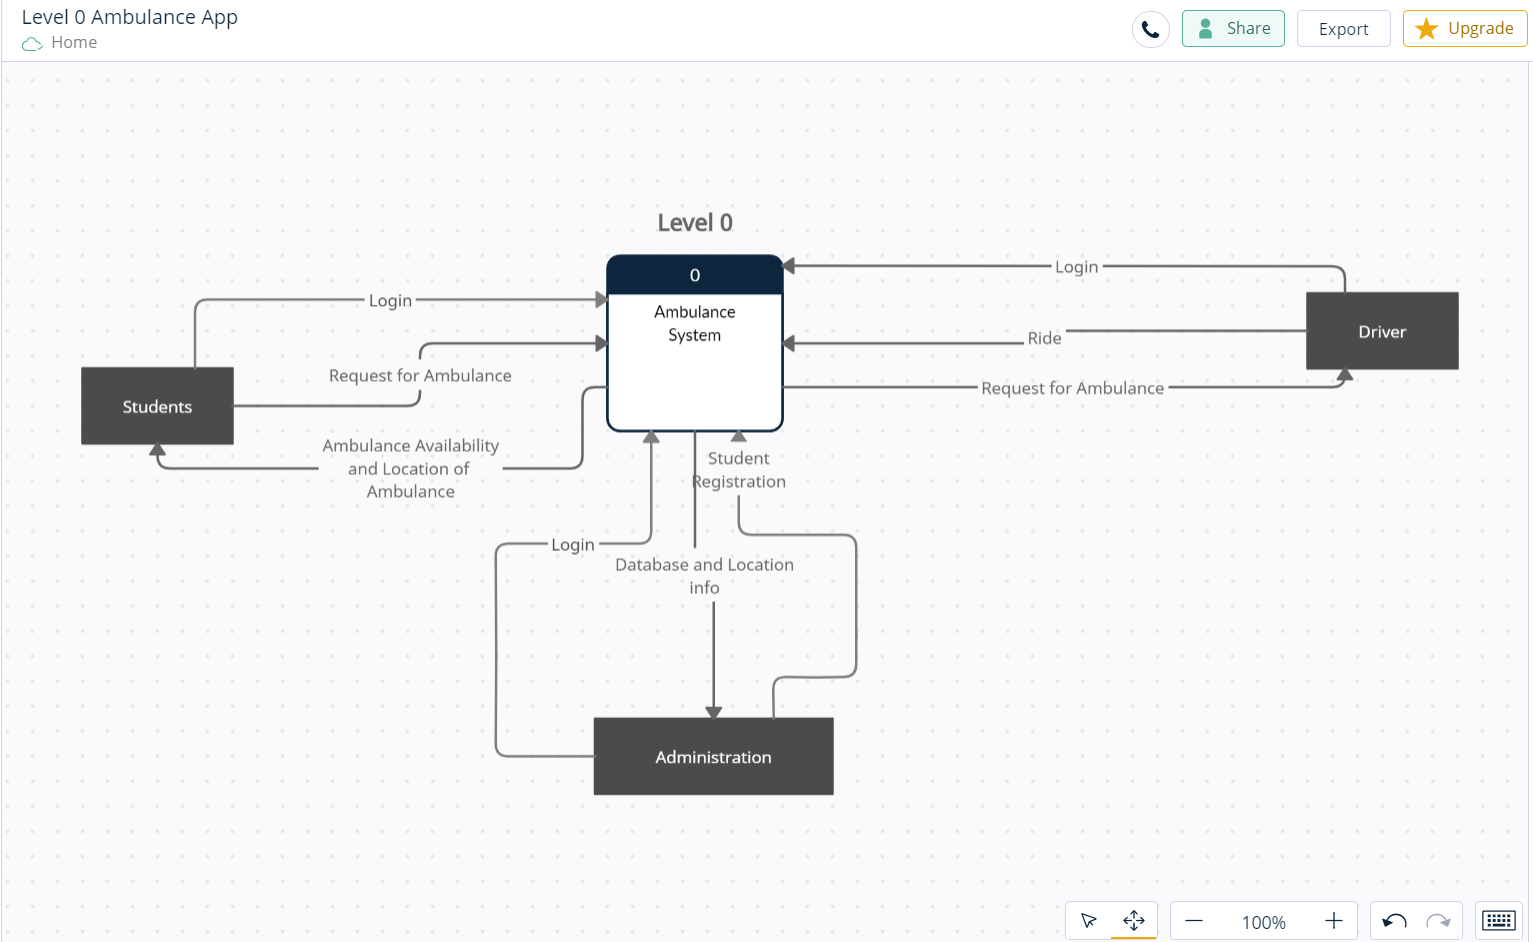 Level 0 Ambulance App
Home
Share
Export
Upgrade
Level 0
0
Ambulance
System
Login
Login
Ride
Driver
Request for Ambulance
Request for Ambulance
Students
Ambulance Availability
and Location of
Ambulance
Student
Registration
Login
Database and Location
info
Administration
100%